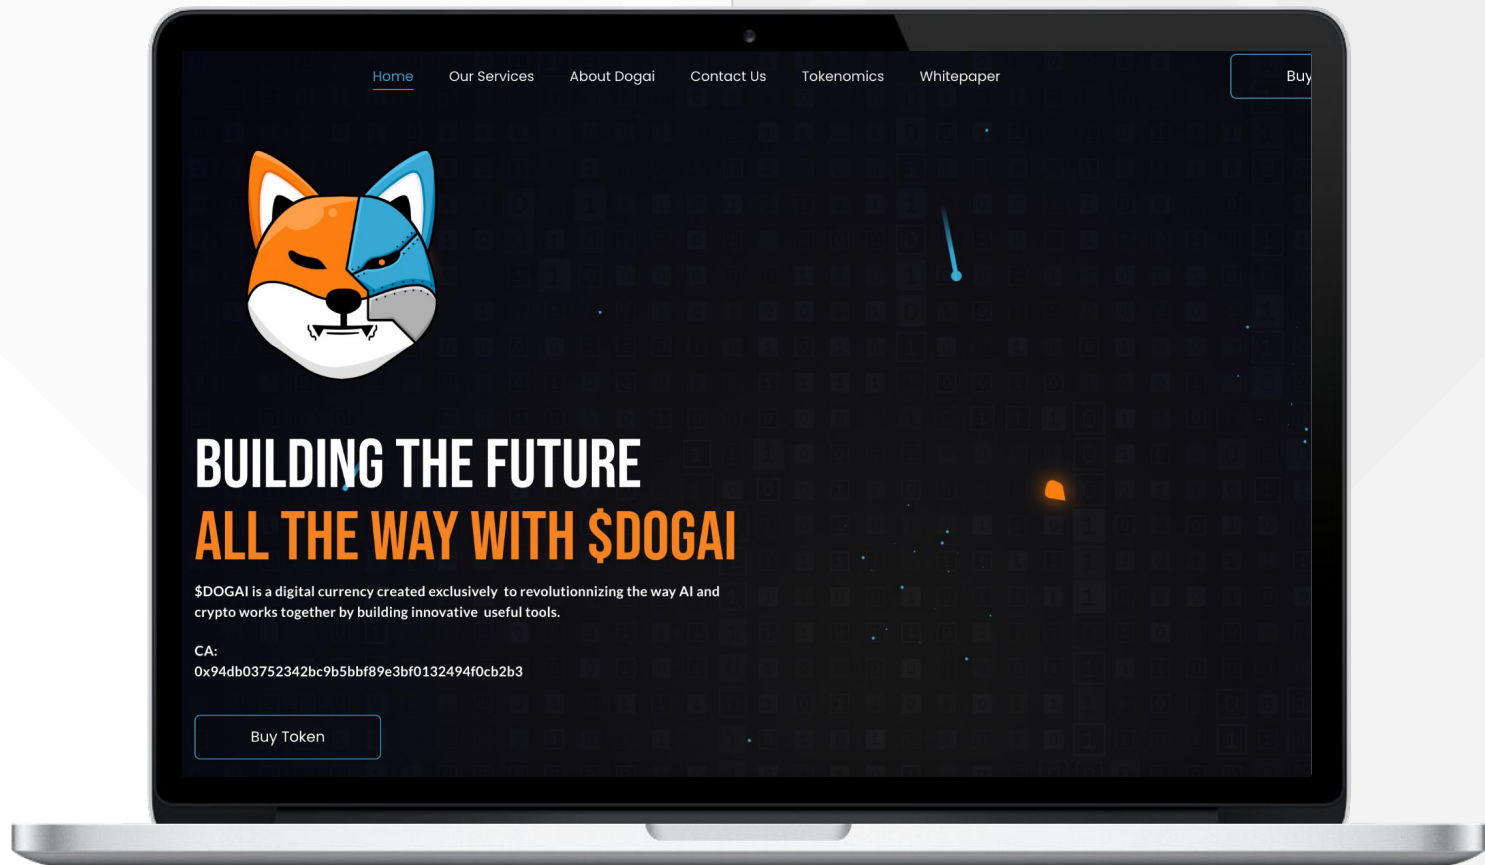 Home Our Services About Dogai Contact Us Tokenomics Whitepaper Buy
BUILDING THE FUTURE
ALL THE WAY WITH $DOGAI
$DOGAI is a digital currency created exclusively to revolutionnizing the way AI and
crypto works together by building innovative useful tools.
CA:
0x94db03752342bc9b5bbf89e3bf0132494f0cb2b3
Buy Token